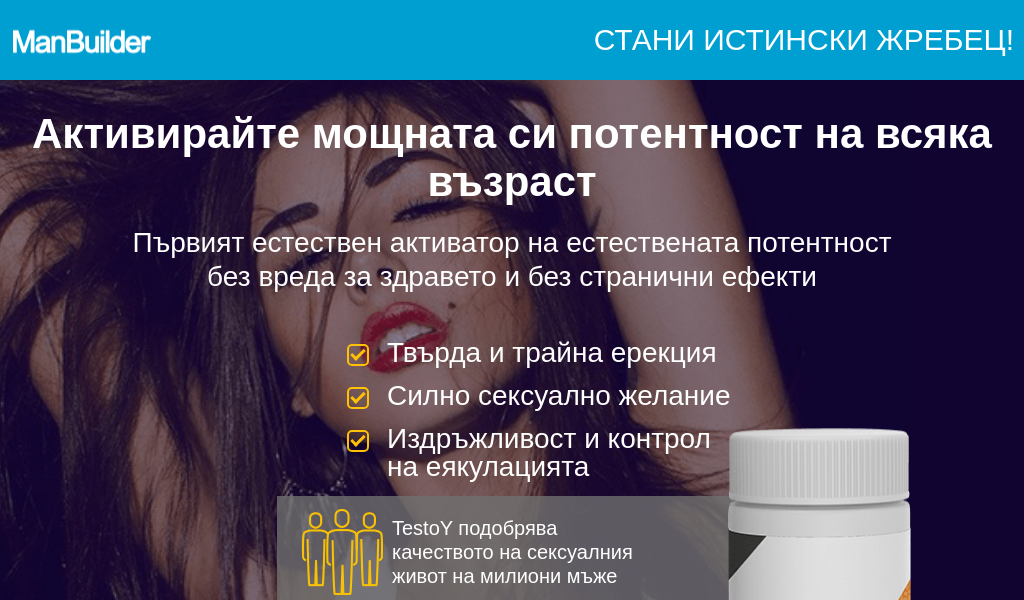 ManBuilder
СТАНИ ИСТИНСКИ ЖРЕБЕЦ!
Активирайте мощната си потентност на всяка
възраст
Първият естествен активатор на естествената потентност
без вреда за здравето и без странични ефекти
Твърда и трайна ерекция
Силно сексуално желание
Издръжливост и контрол
на еякулацията
TestoY подобрява
качеството на сексуалния
живот на милиони мъже